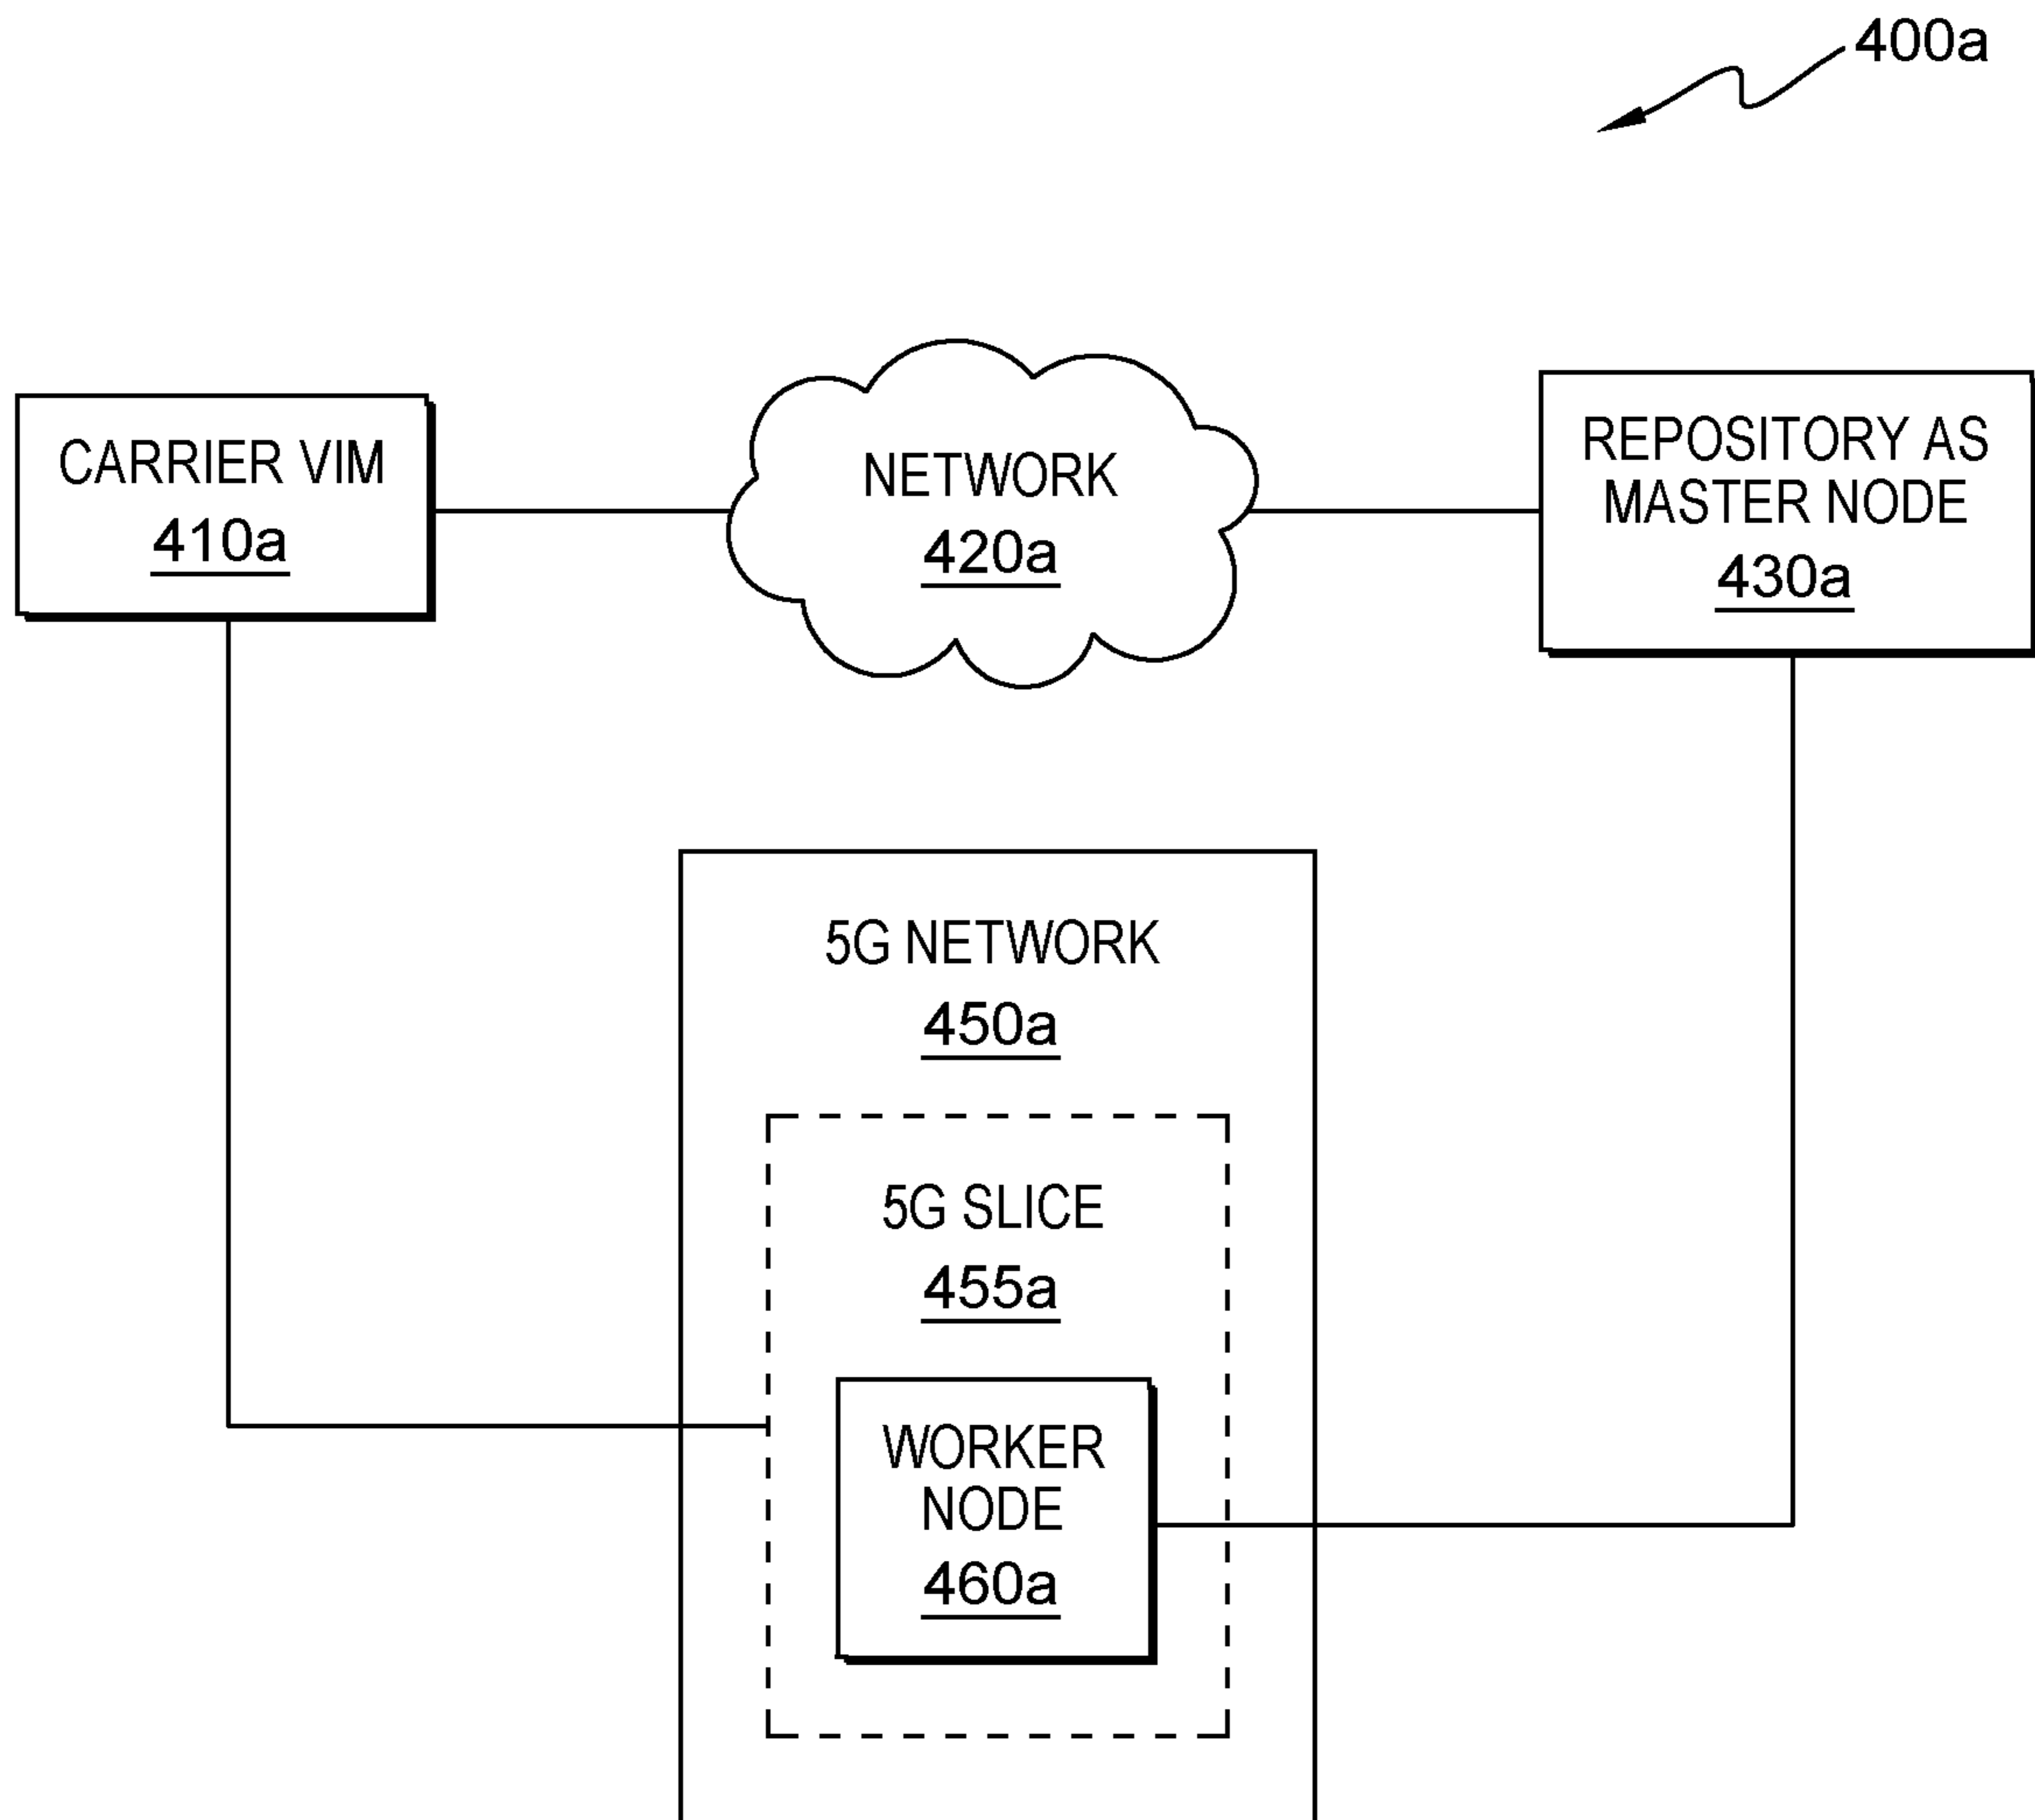 400a
CARRIER VIM
410a
NETWORK
420a
REPOSITORY AS
MASTER NODE
430a
5G NETWORK
450a
5G SLICE
455a
WORKER
NODE
460a